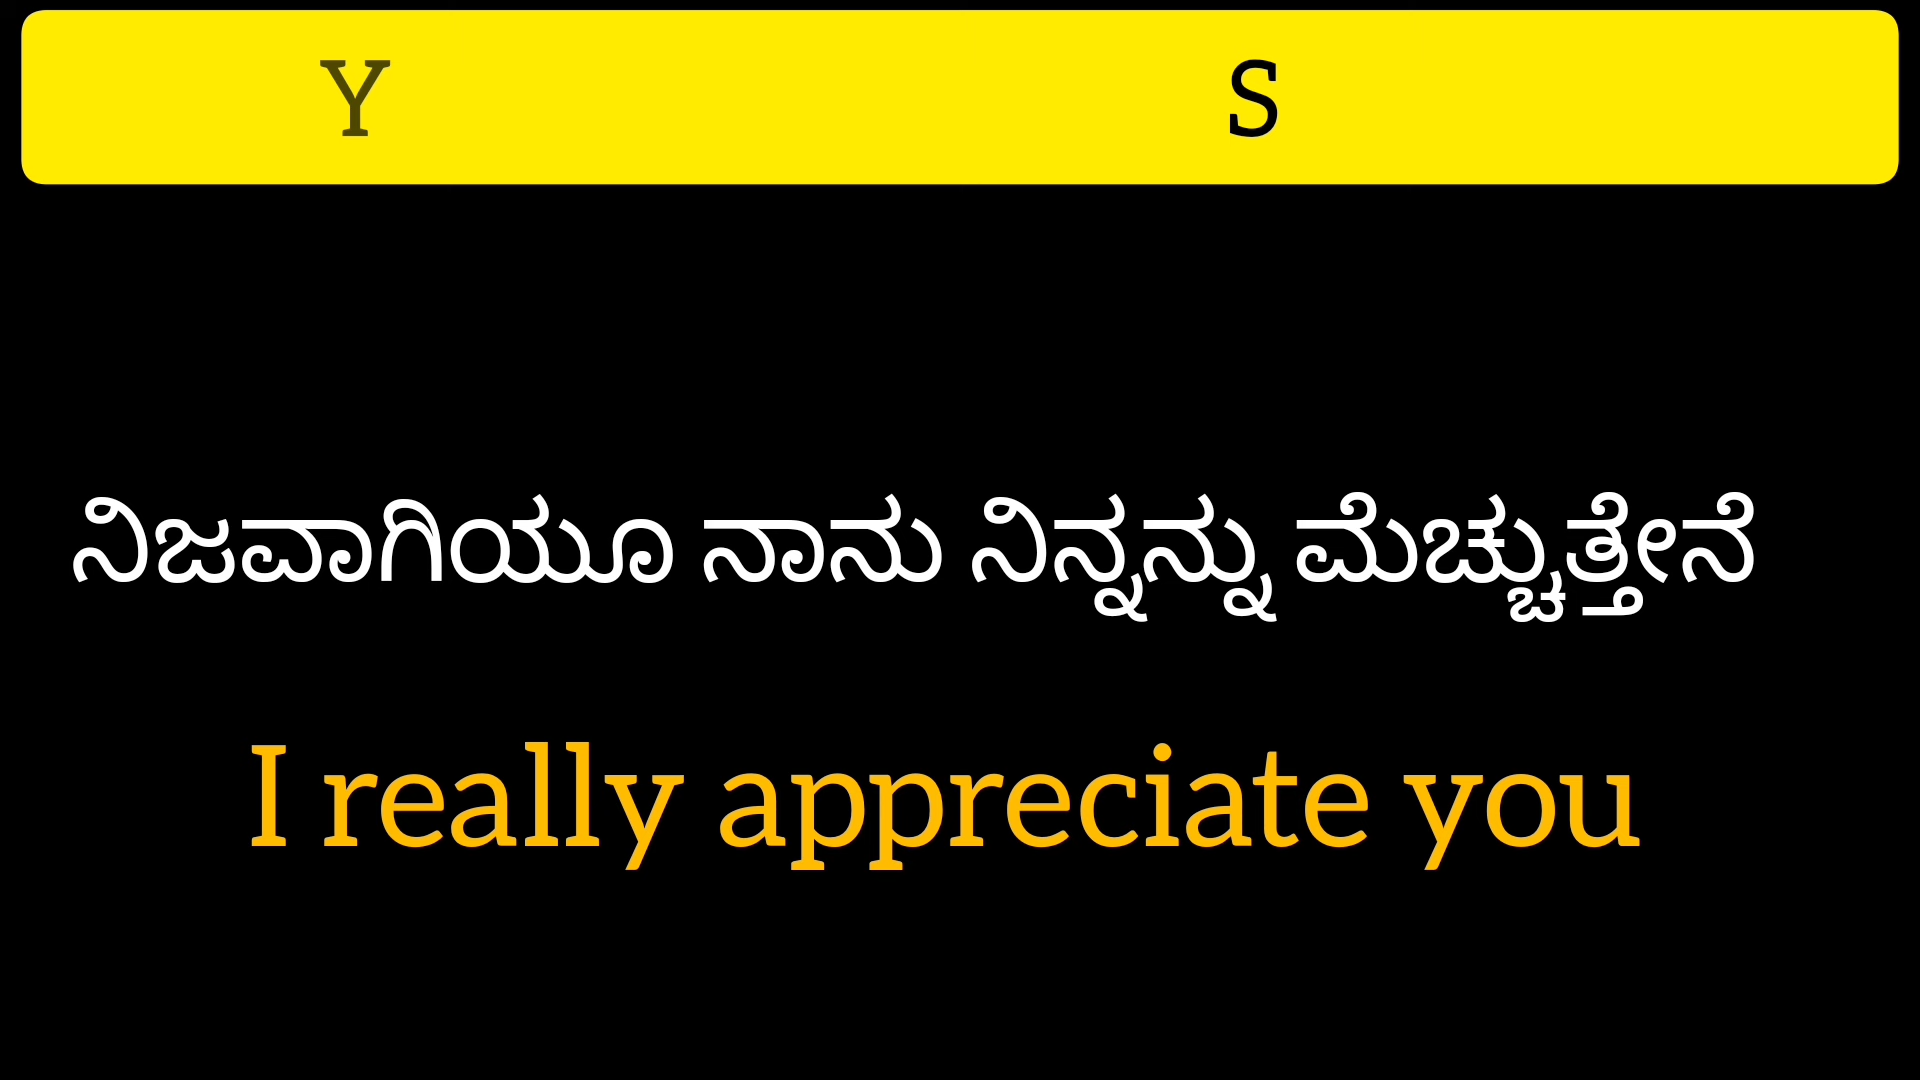 Y S
ನಿಜವಾಗಿಯೂ ನಾನು ನಿನ್ನನ್ನು ಮೆಚ್ಚುತ್ತೇನೆ
I really appreciate you